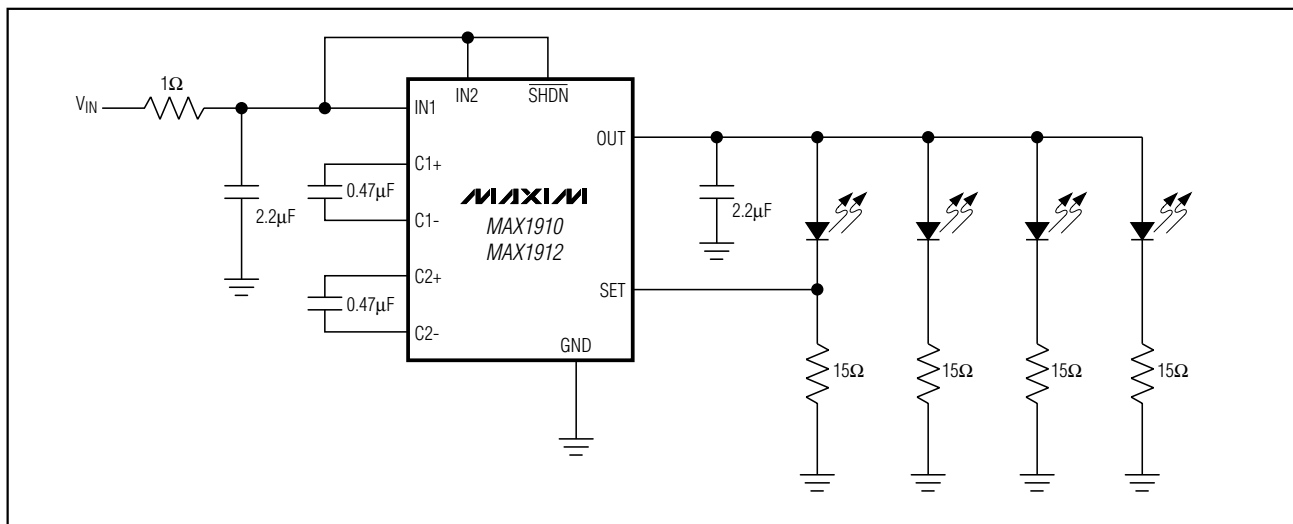 1Ω
VIN
IN1
IN2
SHDN
C1+
0.47µF
C1-
2.2µF
C2+
0.47µF
C2-
MAXIM
MAX1910
MAX1912
OUT
SET
GND
2.2µF
15Ω
15Ω
15Ω
15Ω